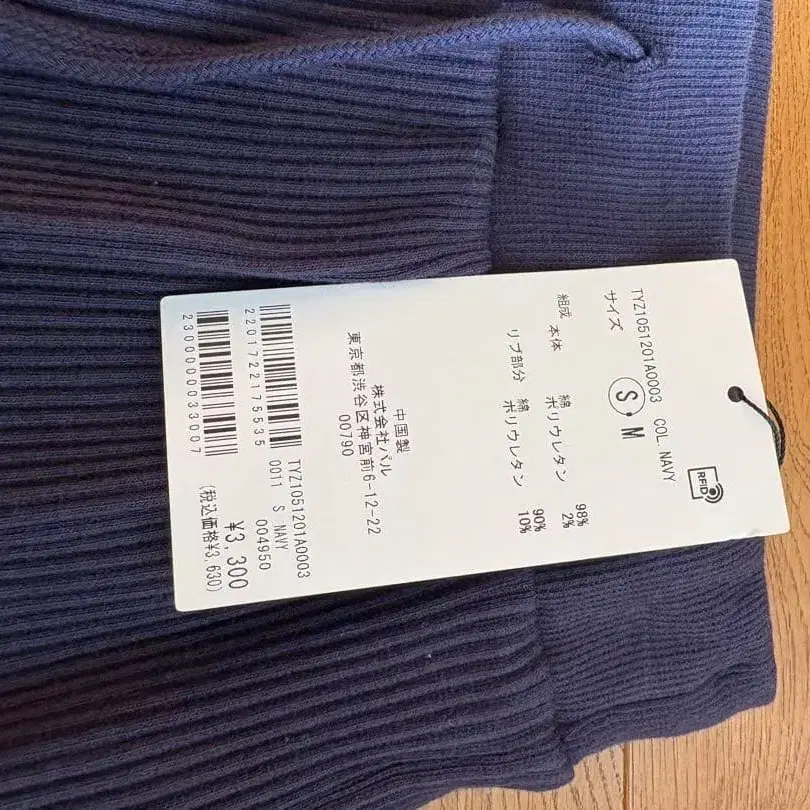 RFID
TYZ1051201A0003 COL. NAVY
サイズ S・M
組成 本体 綿 98%
ポリウレタン 2%
リブ部分 綿 90%
ポリウレタン 10%
中国製
株式会社パル
東京都渋谷区神宮前6-12-22
00790
TYZ1051201A0003
0011 S NAVY
2201722175535 004950
2300000033007
¥3,300
(税込価格¥3,630)